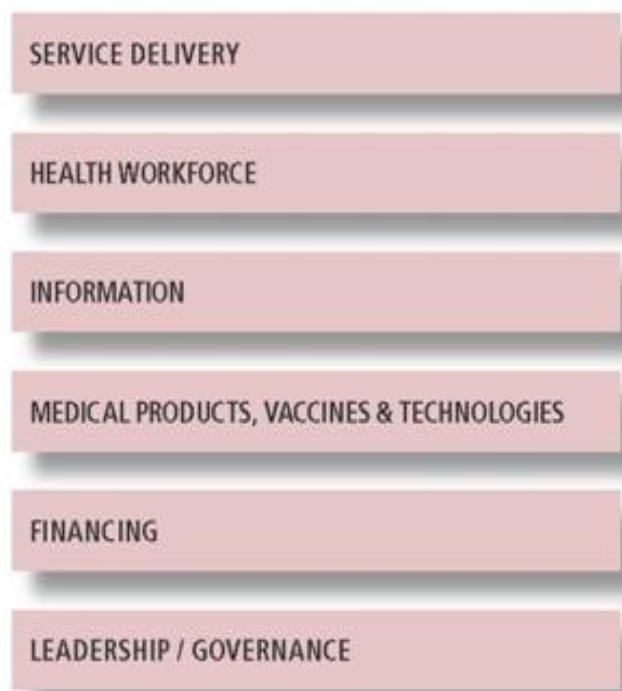 SERVICE DELIVERY
HEALTH WORKFORCE
INFORMATION
MEDICAL PRODUCTS, VACCINES & TECHNOLOGIES
FINANCING
LEADERSHIP / GOVERNANCE